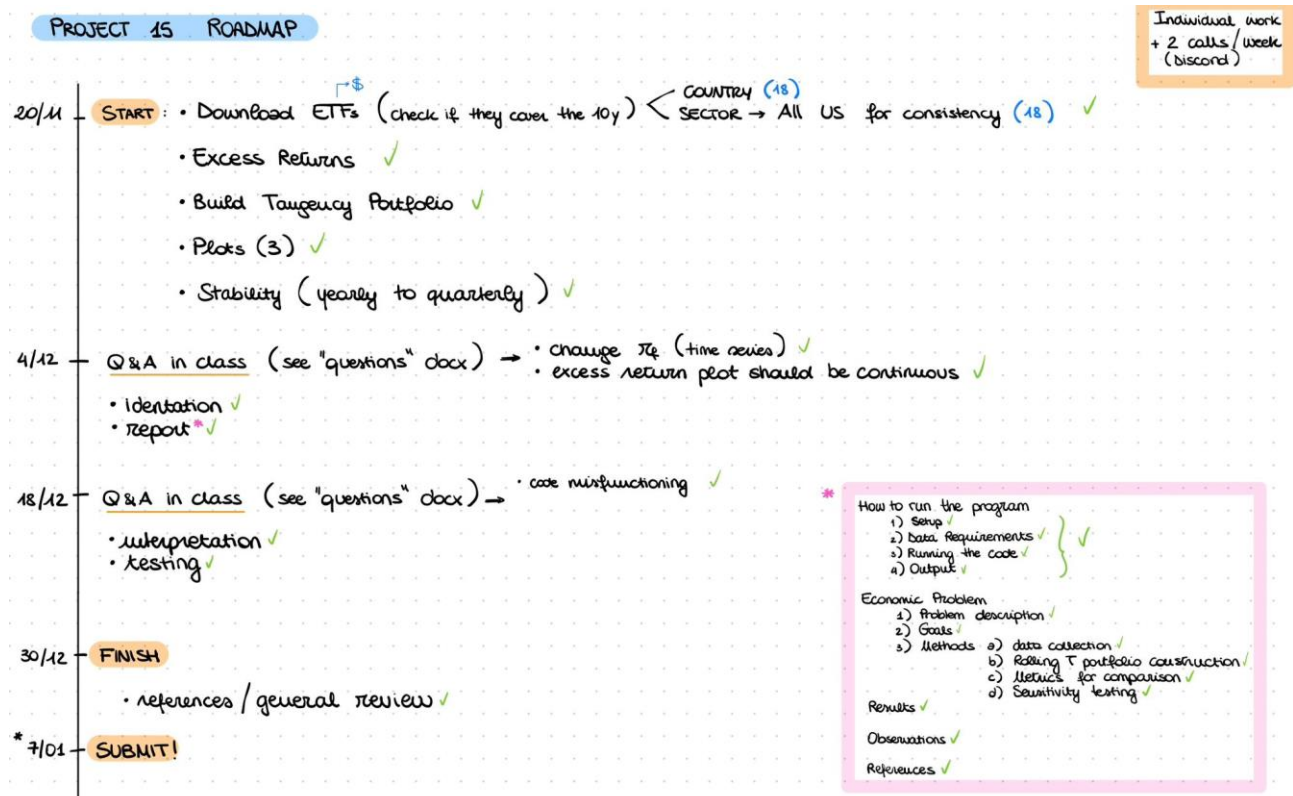 PROJECT 15 ROADMAP
Individual work
+ 2 calls/week
(Discord)
$
20/11 START: • Download ETFs (check if they cover the 10y) COUNTRY (18)
SECTOR → All US for consistency (18) ✓
• Excess Returns ✓
• Build Tangency Portfolio ✓
• Plots (3) ✓
• Stability (yearly to quarterly) ✓
4/12 Q&A in class (see "questions" docx) → • change rf (time series) ✓
• excess return plot should be continuous ✓
• identation ✓
• report* ✓
18/12 Q&A in class (see "questions" docx) → • code misfunctioning ✓
• interpretation ✓
• testing ✓
30/12 FINISH
• references / general review ✓
* 7/01 SUBMIT!
*
How to run the program
1) Setup ✓
2) Data Requirements ✓
3) Running the code ✓
4) Output ✓
✓
Economic Problem
1) Problem description ✓
2) Goals ✓
3) Methods a) data collection ✓
b) Rolling T portfolio construction ✓
c) Metrics for comparison ✓
d) Sensitivity testing ✓
Results ✓
Observations ✓
References ✓